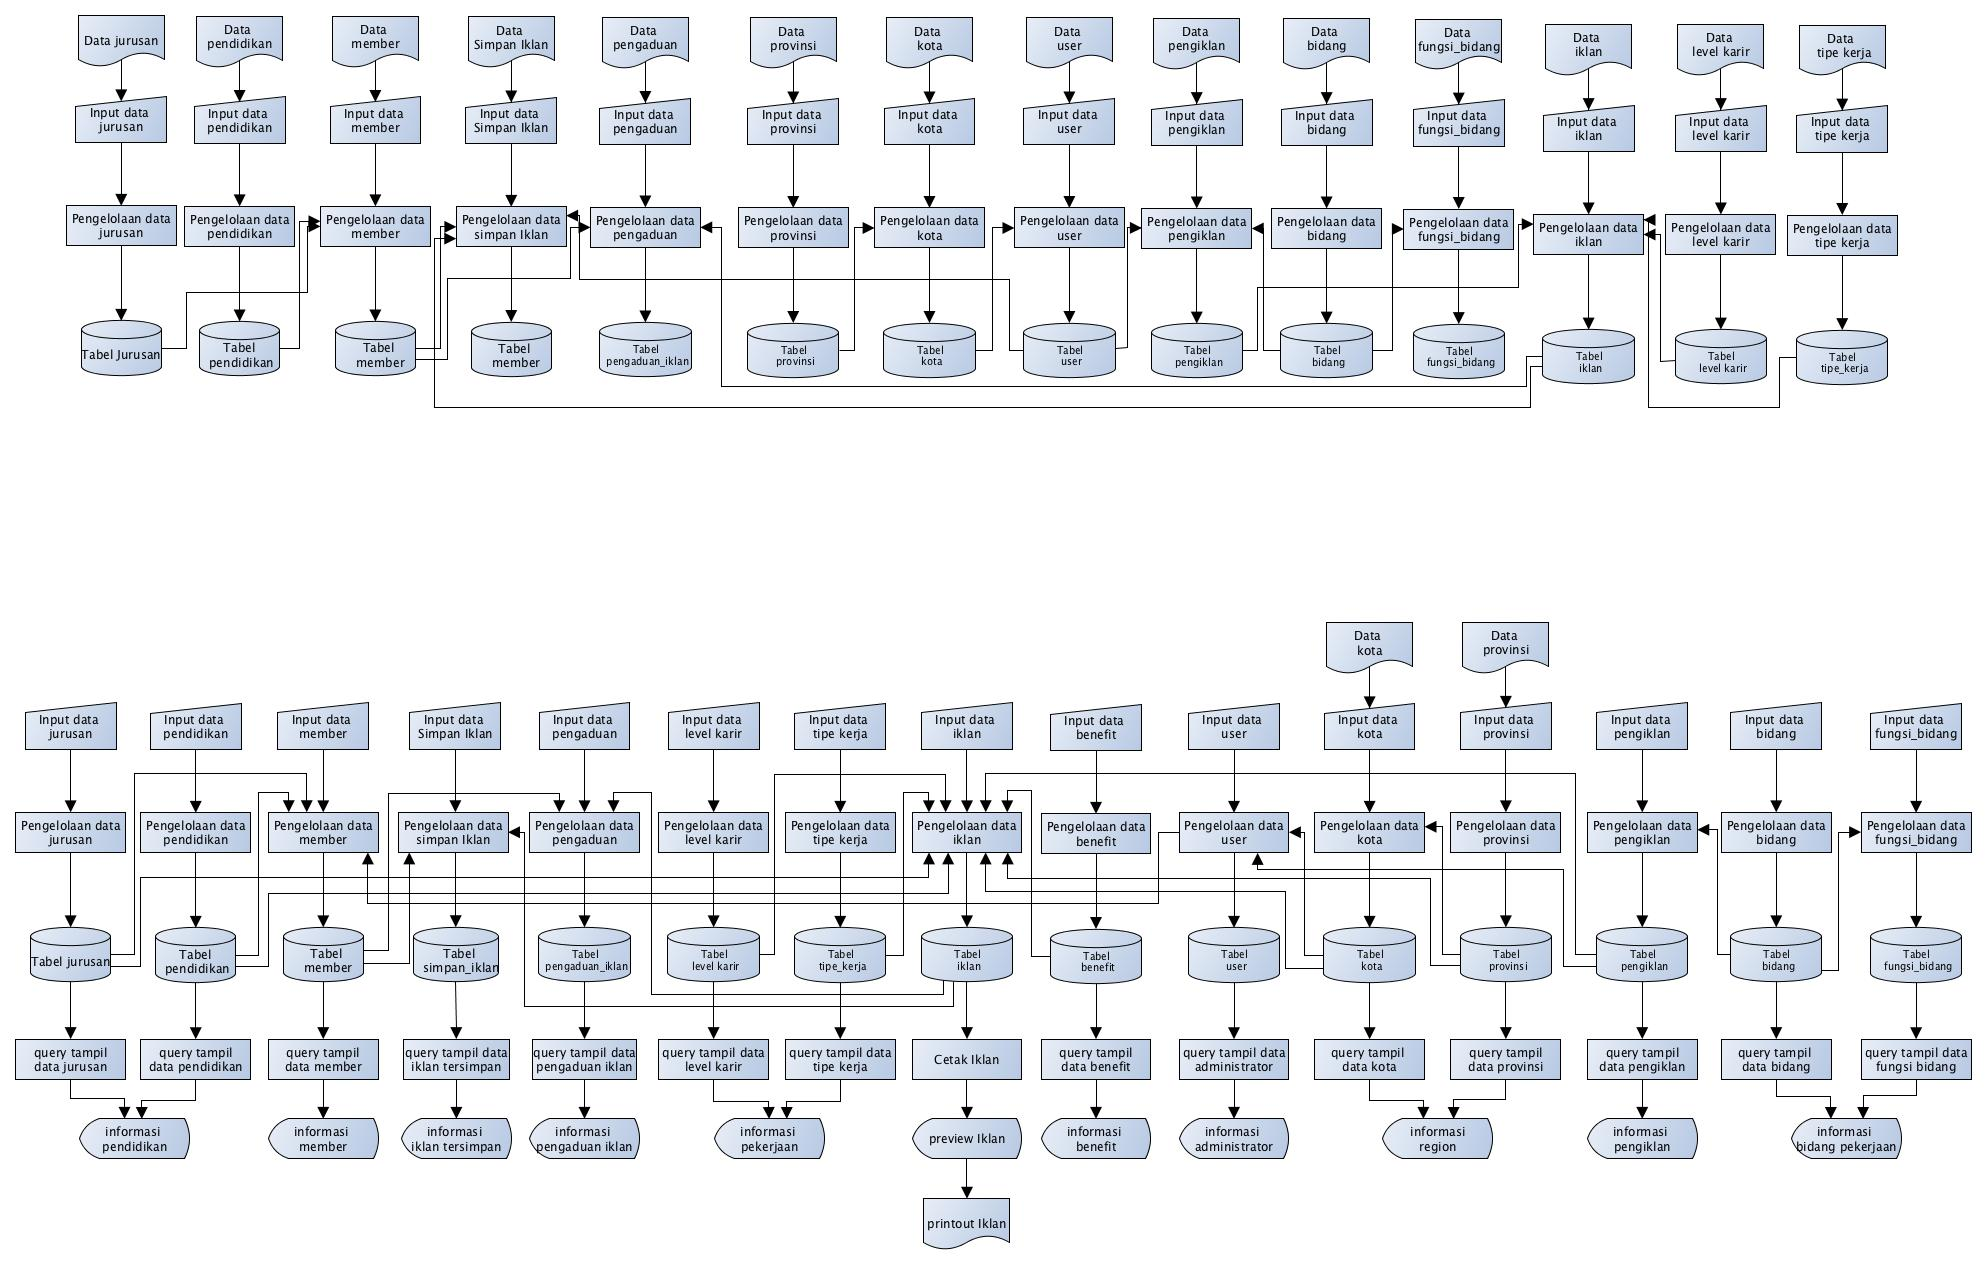 Data jurusan
Data
pendidikan
Data
member
Data
Simpan Iklan
Data
pengaduan
Data
provinsi
Data
kota
Data
user
Data
pengiklan
Data
bidang
Data
fungsi_bidang
Data
iklan
Data
level karir
Data
tipe kerja
Input data
jurusan
Input data
pendidikan
Input data
member
Input data
Simpan Iklan
Input data
pengaduan
Input data
provinsi
Input data
kota
Input data
user
Input data
pengiklan
Input data
bidang
Input data
fungsi_bidang
Input data
iklan
Input data
level karir
Input data
tipe kerja
Pengelolaan data
jurusan
Pengelolaan data
pendidikan
Pengelolaan data
member
Pengelolaan data
simpan Iklan
Pengelolaan data
pengaduan
Pengelolaan data
provinsi
Pengelolaan data
kota
Pengelolaan data
user
Pengelolaan data
pengiklan
Pengelolaan data
bidang
Pengelolaan data
fungsi_bidang
Pengelolaan data
iklan
Pengelolaan data
level karir
Pengelolaan data
tipe kerja
Tabel Jurusan
Tabel
pendidikan
Tabel
member
Tabel
member
Tabel
pengaduan_iklan
Tabel
provinsi
Tabel
kota
Tabel
user
Tabel
pengiklan
Tabel
bidang
Tabel
fungsi_bidang
Tabel
iklan
Tabel
level karir
Tabel
tipe_kerja
Data
kota
Data
provinsi
Input data
jurusan
Input data
pendidikan
Input data
member
Input data
Simpan Iklan
Input data
pengaduan
Input data
level karir
Input data
tipe kerja
Input data
iklan
Input data
benefit
Input data
user
Input data
kota
Input data
provinsi
Input data
pengiklan
Input data
bidang
Input data
fungsi_bidang
Pengelolaan data
jurusan
Pengelolaan data
pendidikan
Pengelolaan data
member
Pengelolaan data
simpan Iklan
Pengelolaan data
pengaduan
Pengelolaan data
level karir
Pengelolaan data
tipe kerja
Pengelolaan data
iklan
Pengelolaan data
benefit
Pengelolaan data
user
Pengelolaan data
kota
Pengelolaan data
provinsi
Pengelolaan data
pengiklan
Pengelolaan data
bidang
Pengelolaan data
fungsi_bidang
Tabel jurusan
Tabel
pendidikan
Tabel
member
Tabel
simpan_iklan
Tabel
pengaduan_iklan
Tabel
level karir
Tabel
tipe_kerja
Tabel
iklan
Tabel
benefit
Tabel
user
Tabel
kota
Tabel
provinsi
Tabel
pengiklan
Tabel
bidang
Tabel
fungsi_bidang
query tampil
data jurusan
query tampil
data pendidikan
query tampil
data member
query tampil data
iklan tersimpan
query tampil data
pengaduan iklan
query tampil data
level karir
query tampil data
tipe kerja
Cetak Iklan
query tampil
data benefit
query tampil data
administrator
query tampil
data kota
query tampil
data provinsi
query tampil
data pengiklan
query tampil
data bidang
query tampil data
fungsi bidang
informasi
pendidikan
informasi
member
informasi
iklan tersimpan
informasi
pengaduan iklan
informasi
pekerjaan
preview Iklan
informasi
benefit
informasi
administrator
informasi
region
informasi
pengiklan
informasi
bidang pekerjaan
printout Iklan